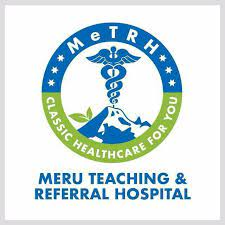 MeTRH
CLASSIC HEALTHCARE FOR YOU
MERU TEACHING &
REFERRAL HOSPITAL